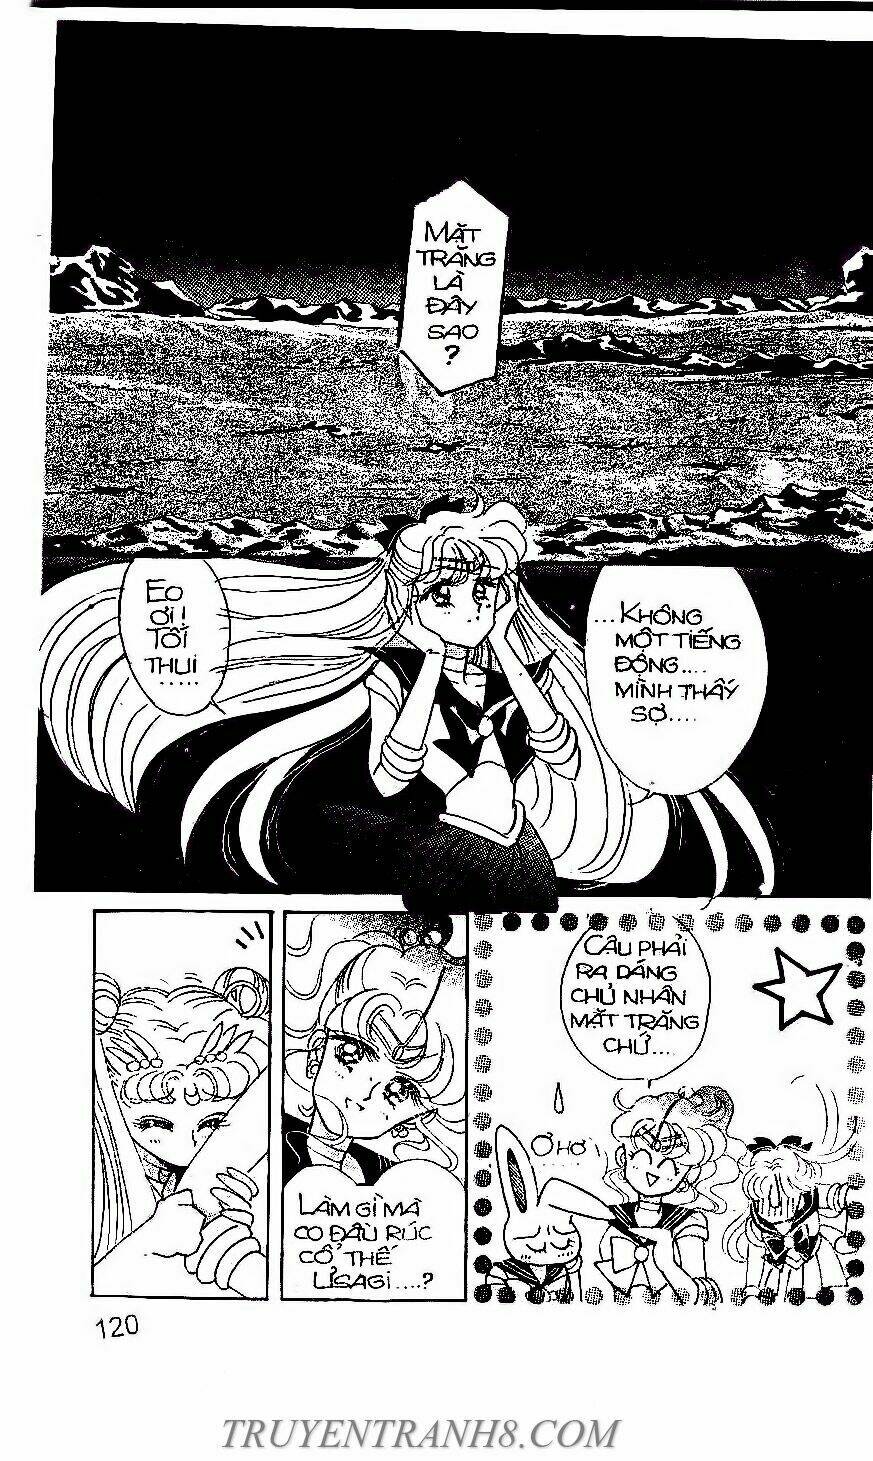 MẶT
TRĂNG
LÀ
ĐÂY
SAO
?
EO
ƠI!
TỐI
THUI
.....
...KHÔNG
MỘT TIẾNG
ĐỘNG....
MÌNH THẤY
SỢ....
LÀM GÌ MÀ
CO ĐẦU RÚC
CỔ THẾ
USAGI....?
CẬU PHẢI
RA DÁNG
CHỦ NHÂN
MẶT TRĂNG
CHỨ....
Ơ HƠ
120
TRUYENTRANH8.COM